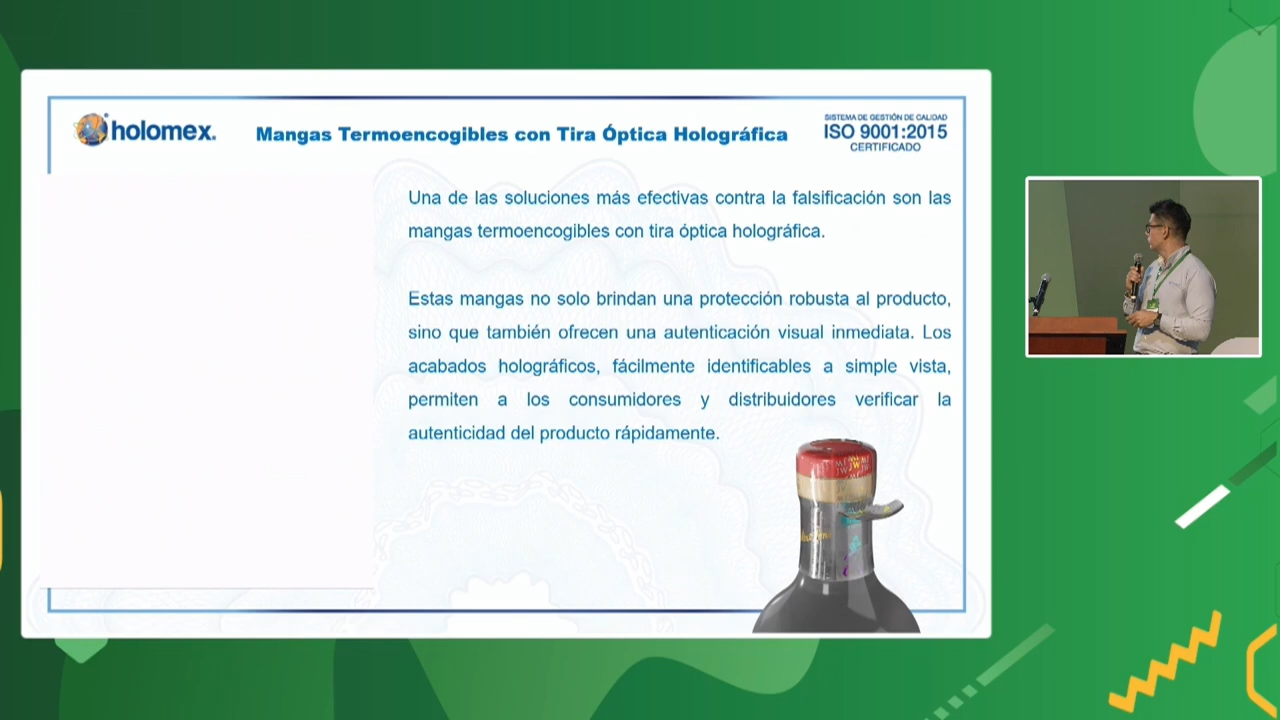 holomex.
Mangas Termoencogibles con Tira Óptica Holográfica
SISTEMA DE GESTIÓN DE CALIDAD
ISO 9001:2015
CERTIFICADO
Una de las soluciones más efectivas contra la falsificación son las
mangas termoencogibles con tira óptica holográfica.
Estas mangas no solo brindan una protección robusta al producto,
sino que también ofrecen una autenticación visual inmediata. Los
acabados holográficos, fácilmente identificables a simple vista,
permiten a los consumidores y distribuidores verificar la
autenticidad del producto rápidamente.